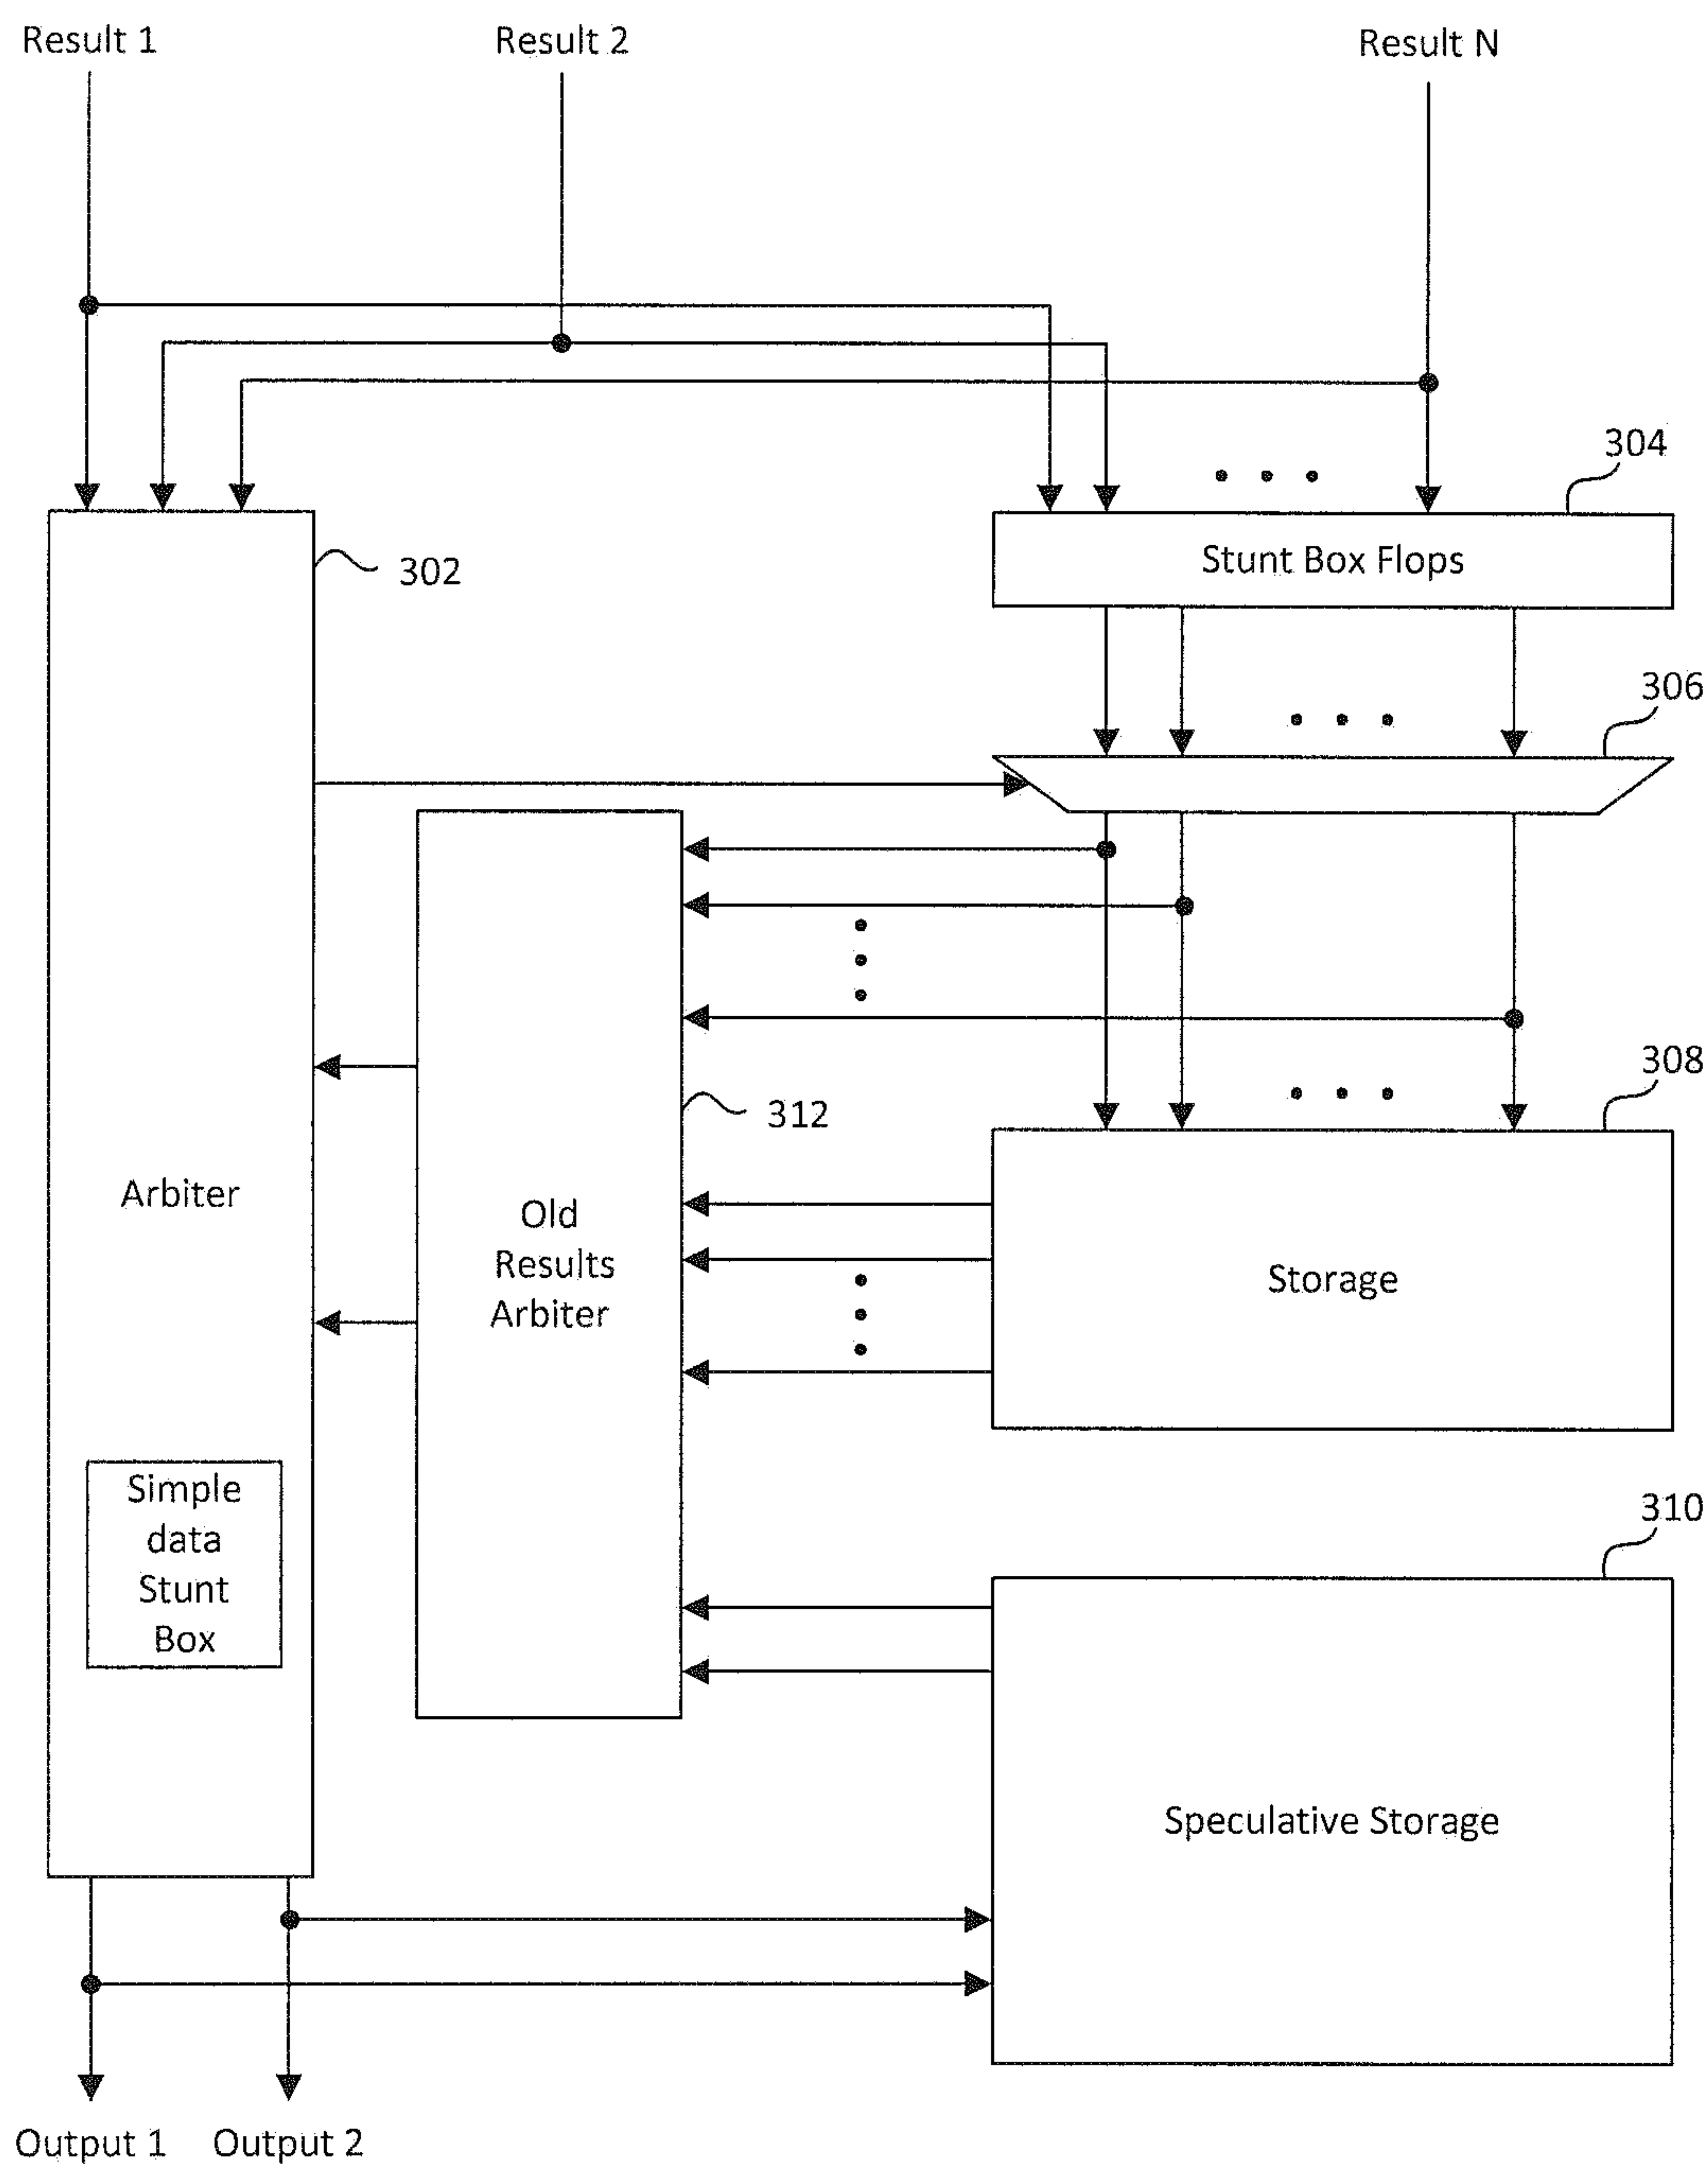 Result 1
Result 2
Result N
304
Stunt Box Flops
302
306
308
312
Arbiter
Old
Results
Arbiter
Storage
Simple
data
Stunt
Box
310
Speculative Storage
Output 1
Output 2